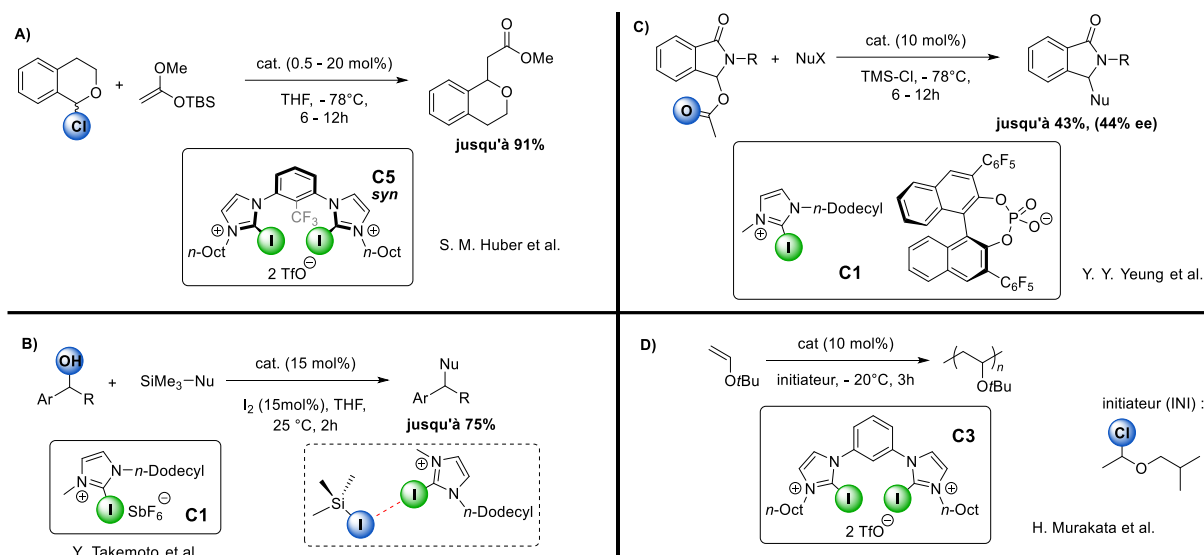 A)
Cl
O
+
OMe
OTBS
cat. (0.5 - 20 mol%)
THF, - 78°C,
6 - 12h
O
OMe
O
jusqu'à 91%
C5
syn
N
N
CF3
N
N
+
+
I
I
n-Oct
n-Oct
2 TfO⊖
S. M. Huber et al.
B)
OH
Ar
R
+
SiMe3-Nu
cat. (15 mol%)
I2 (15mol%), THF,
25 °C, 2h
Nu
Ar
R
jusqu'à 75%
N-n-Dodecyl
N
+
I
SbF6⊖
C1
N
+
I
N
n-Dodecyl
Si
I
Y. Takemoto et al.
C)
O
N-R
O
O
+
NuX
cat. (10 mol%)
TMS-Cl, -78°C,
6 - 12h
O
N-R
Nu
jusqu'à 43%, (44% ee)
N-n-Dodecyl
N
+
I
C1
C6F5
O
O
P
O
O⊖
C6F5
Y. Y. Yeung et al.
D)
OtBu
cat (10 mol%)
initiateur, - 20°C, 3h
n
OtBu
C3
N
N
N
N
+
+
I
I
n-Oct
n-Oct
2 TfO⊖
initiateur (INI) :
Cl
O
H. Murakata et al.